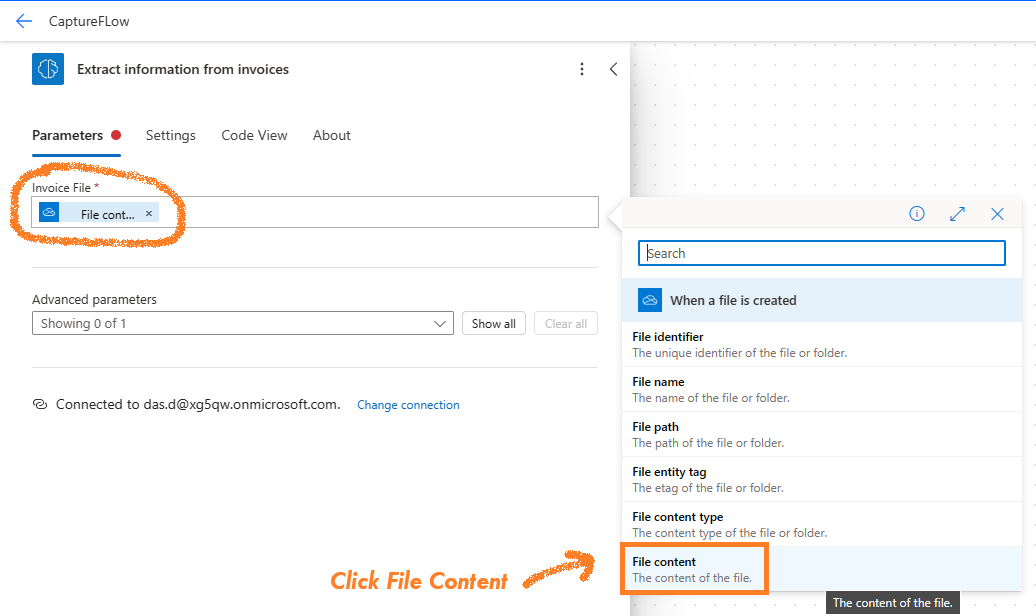 CaptureFLow
Extract information from invoices
Parameters
Settings
Code View
About
Invoice File *
File cont... ×
Search
When a file is created
File identifier
The unique identifier of the file or folder.
File name
The name of the file or folder.
File path
The path of the file or folder.
File entity tag
The etag of the file or folder.
File content type
The content type of the file or folder.
File content
The content of the file.
The content of the file.
Advanced parameters
Showing 0 of 1
Show all
Clear all
Connected to das.d@xg5qw.onmicrosoft.com.
Change connection
Click File Content